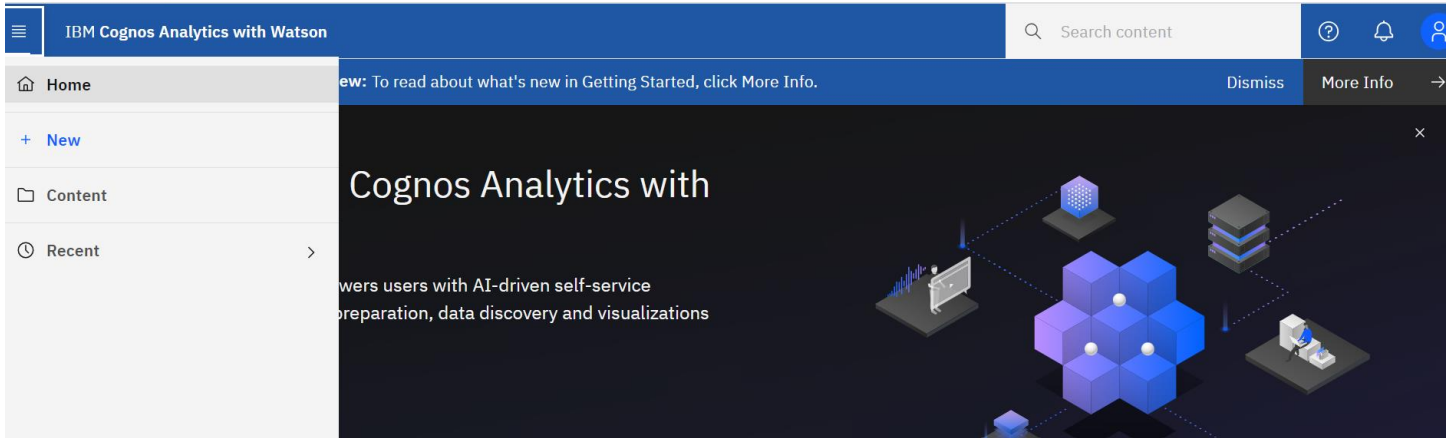 IBM Cognos Analytics with Watson
Search content
Home
ew: To read about what's new in Getting Started, click More Info.
Dismiss
More Info
New
Cognos Analytics with
Content
Recent
wers users with AI-driven self-service
preparation, data discovery and visualizations